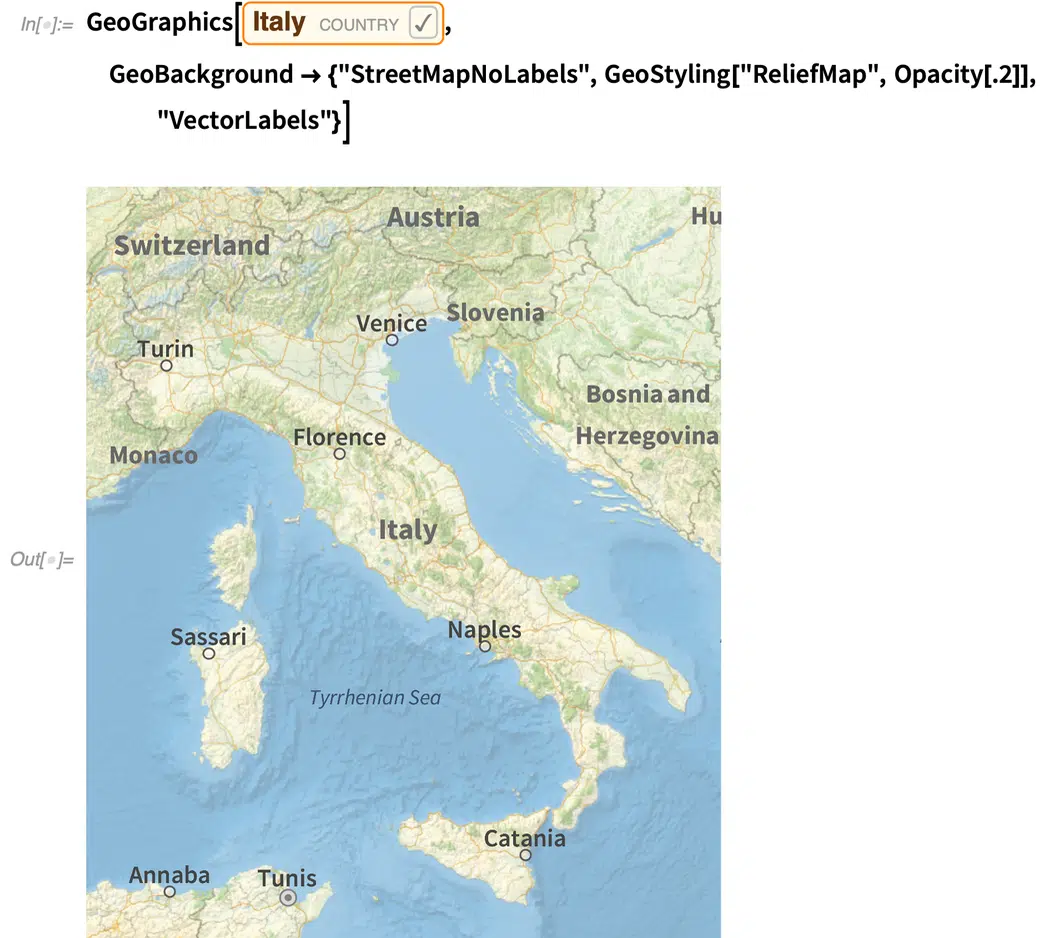 In[•]:= GeoGraphics[Italy COUNTRY ✓,
GeoBackground → {"StreetMapNoLabels", GeoStyling["ReliefMap", Opacity[.2]],
"VectorLabels"}]
Austria
Hu
Switzerland
Slovenia
Venice
Turin
Bosnia and
Herzegovina
Florence
Monaco
Italy
Out[•]=
Naples
Sassari
Tyrrhenian Sea
Catania
Annaba
Tunis